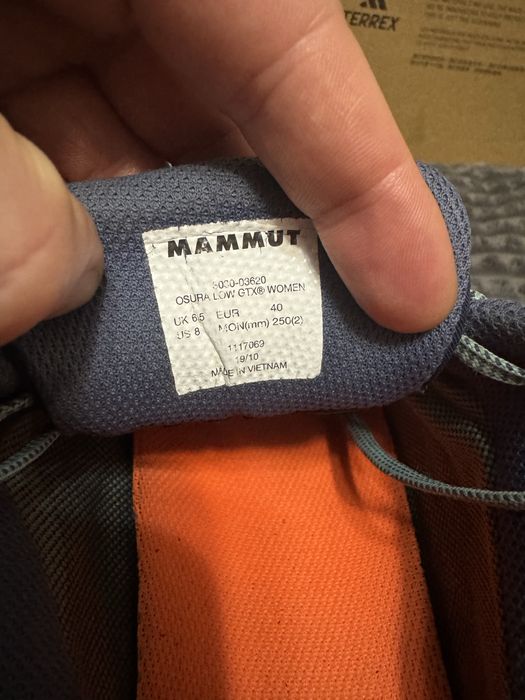 TERREX
MAMMUT
3030-03620
OSURA LOW GTX® WOMEN
UK 6.5 EUR 40
US 8 MON(mm) 250(2)
1117069
19/10
MADE IN VIETNAM